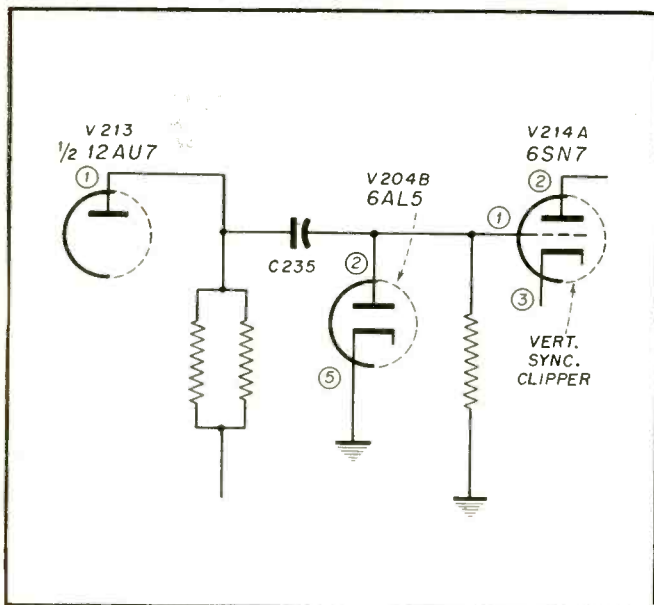 V213
½ 12AU7
①
V204B
6AL5
V214A
6SN7
②
①
C235
②
③
⑤
VERT.
SYNC.
CLIPPER